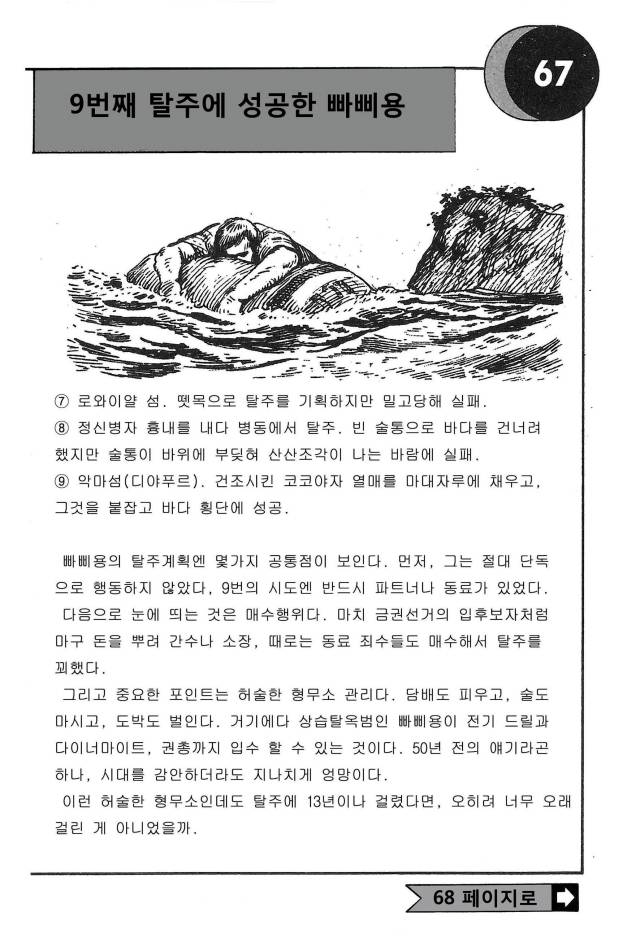 67
9번째 탈주에 성공한 빠삐용
⑦ 로와이얄 섬. 뗏목으로 탈주를 기획하지만 밀고당해 실패.
⑧ 정신병자 흉내를 내다 병동에서 탈주. 빈 술통으로 바다를 건너려
했지만 술통이 바위에 부딪혀 산산조각이 나는 바람에 실패.
⑨ 악마섬(디야푸르). 건조시킨 코코야자 열매를 마대자루에 채우고,
그것을 붙잡고 바다 횡단에 성공.
빠삐용의 탈주계획엔 몇가지 공통점이 보인다. 먼저, 그는 절대 단독
으로 행동하지 않았다, 9번의 시도엔 반드시 파트너나 동료가 있었다.
다음으로 눈에 띄는 것은 매수행위다. 마치 금권선거의 입후보자처럼
마구 돈을 뿌려 간수나 소장, 때로는 동료 죄수들도 매수해서 탈주를
꾀했다.
그리고 중요한 포인트는 허술한 형무소 관리다. 담배도 피우고, 술도
마시고, 도박도 벌인다. 거기에다 상습탈옥범인 빠삐용이 전기 드릴과
다이너마이트, 권총까지 입수 할 수 있는 것이다. 50년 전의 얘기라곤
하나, 시대를 감안하더라도 지나치게 엉망이다.
이런 허술한 형무소인데도 탈주에 13년이나 걸렸다면, 오히려 너무 오래
걸린 게 아니었을까.
68 페이지로